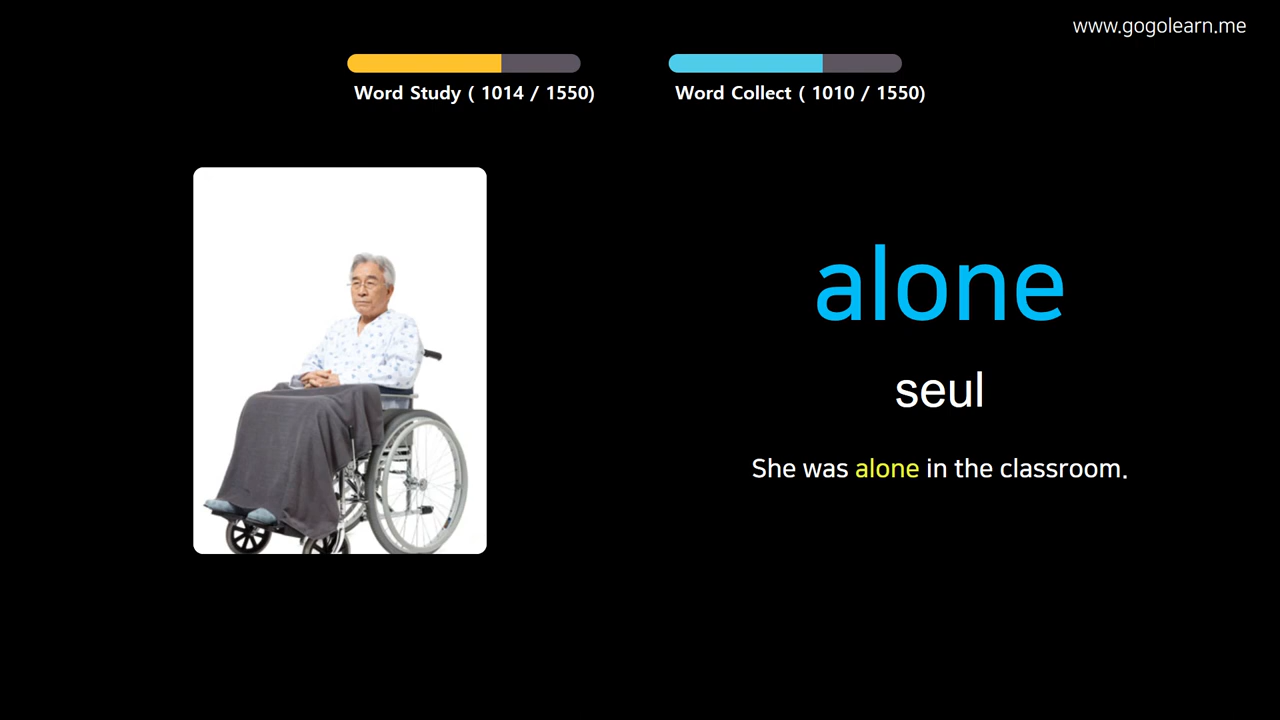 www.gogolearn.me
Word Study ( 1014 / 1550)
Word Collect ( 1010 / 1550)
alone
seul
She was alone in the classroom.